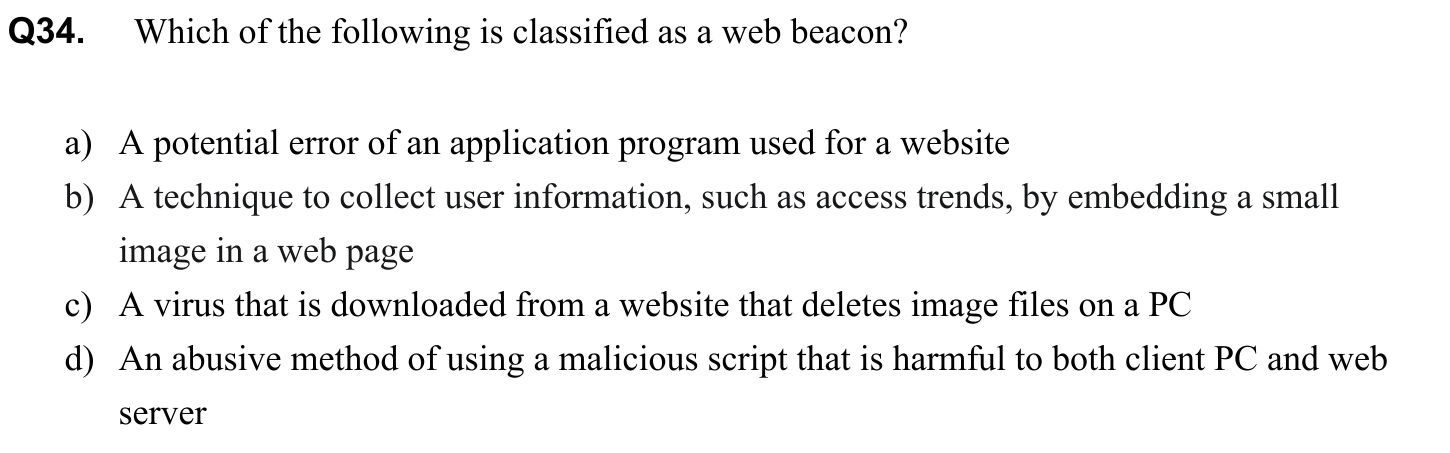 Q34. Which of the following is classified as a web beacon?
a) A potential error of an application program used for a website
b) A technique to collect user information, such as access trends, by embedding a small
image in a web page
c) A virus that is downloaded from a website that deletes image files on a PC
d) An abusive method of using a malicious script that is harmful to both client PC and web
server